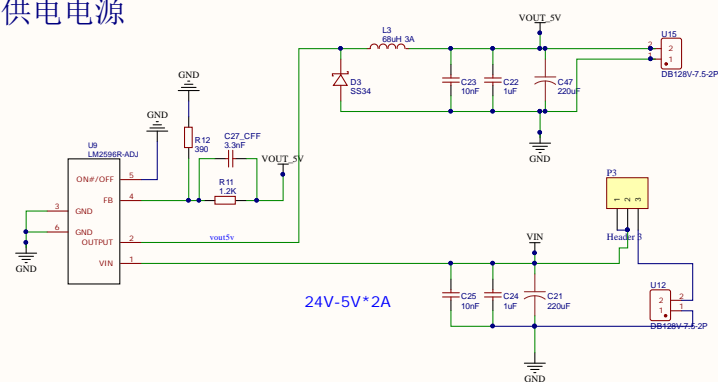 供电电源
VOUT_5V
L3
68uH 3A
U15
2
2
1
1
DB128V-7.5-2P
D3
SS34
C23
10nF
C22
1uF
C47
220uF
GND
GND
GND
R12
390
C27_CFF
3.3nF
VOUT_5V
R11
1.2K
U9
LM2596R-ADJ
ON#/OFF
5
FB
4
3
GND
6
GND
OUTPUT
2
VIN
1
GND
vout5v
P3
1
2
3
Header 3
VIN
24V-5V*2A
C25
10nF
C24
1uF
C21
220uF
U12
2
2
1
1
DB128V-7.5-2P
GND